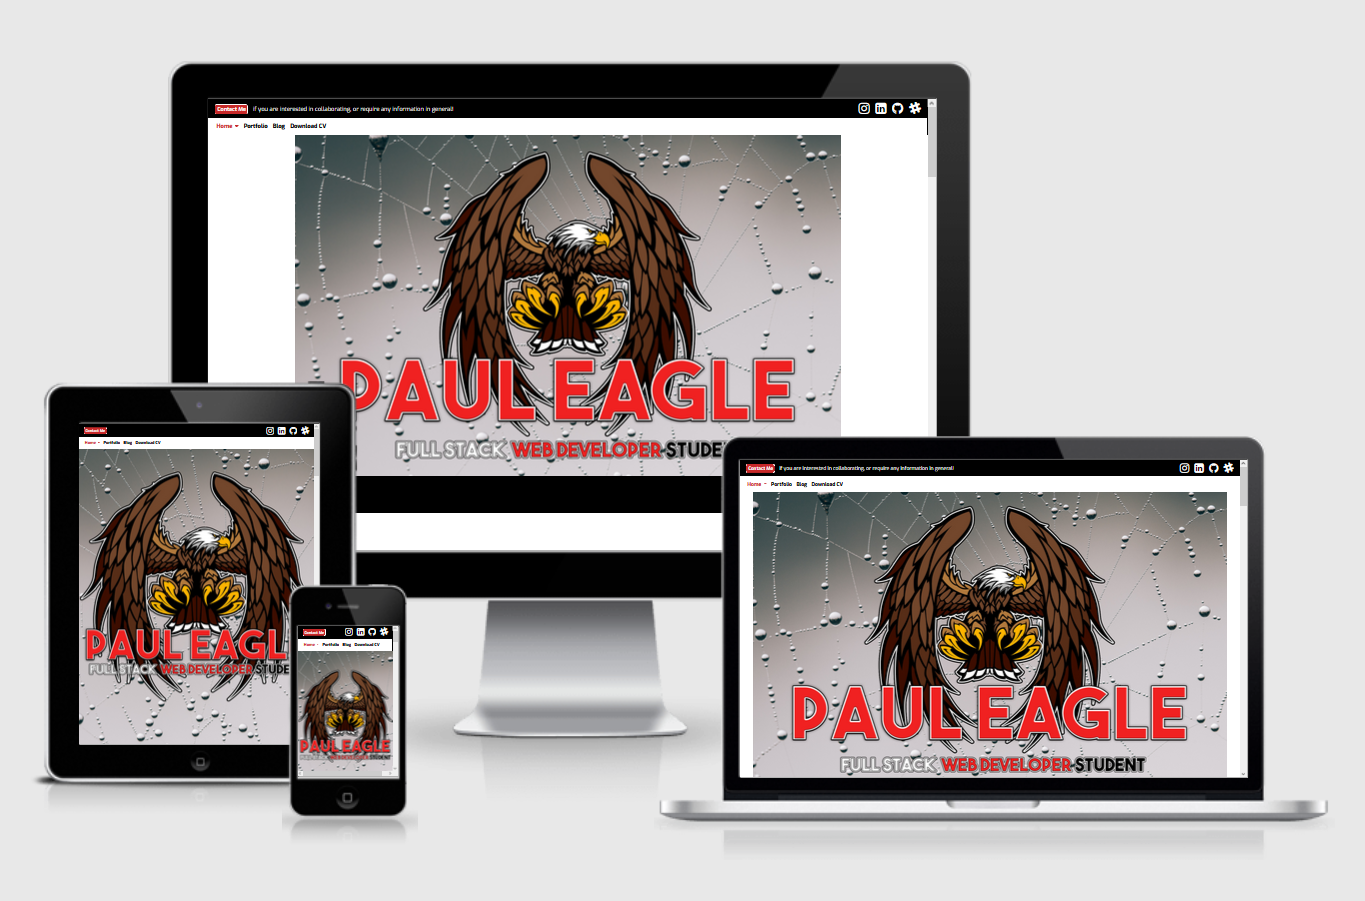 Contact Me If you are interested in collaborating, or require any information in general!
Home Portfolio Blog Download CV
PAUL EAGLE
FULL STACK WEB DEVELOPER-STUDE
Contact Me
Home Portfolio Blog Download CV
PAUL EAGL
FULL STACK WEB DEVELOPER-STUDE
Contact Me
Home Portfolio Blog Download CV
PAUL EAGLE
FULL STACK WEB DEVELOPER-STUDENT
Contact Me If you are interested in collaborating, or require any information in general!
Home Portfolio Blog Download CV
PAUL EAGLE
FULL STACK WEB DEVELOPER-STUDENT